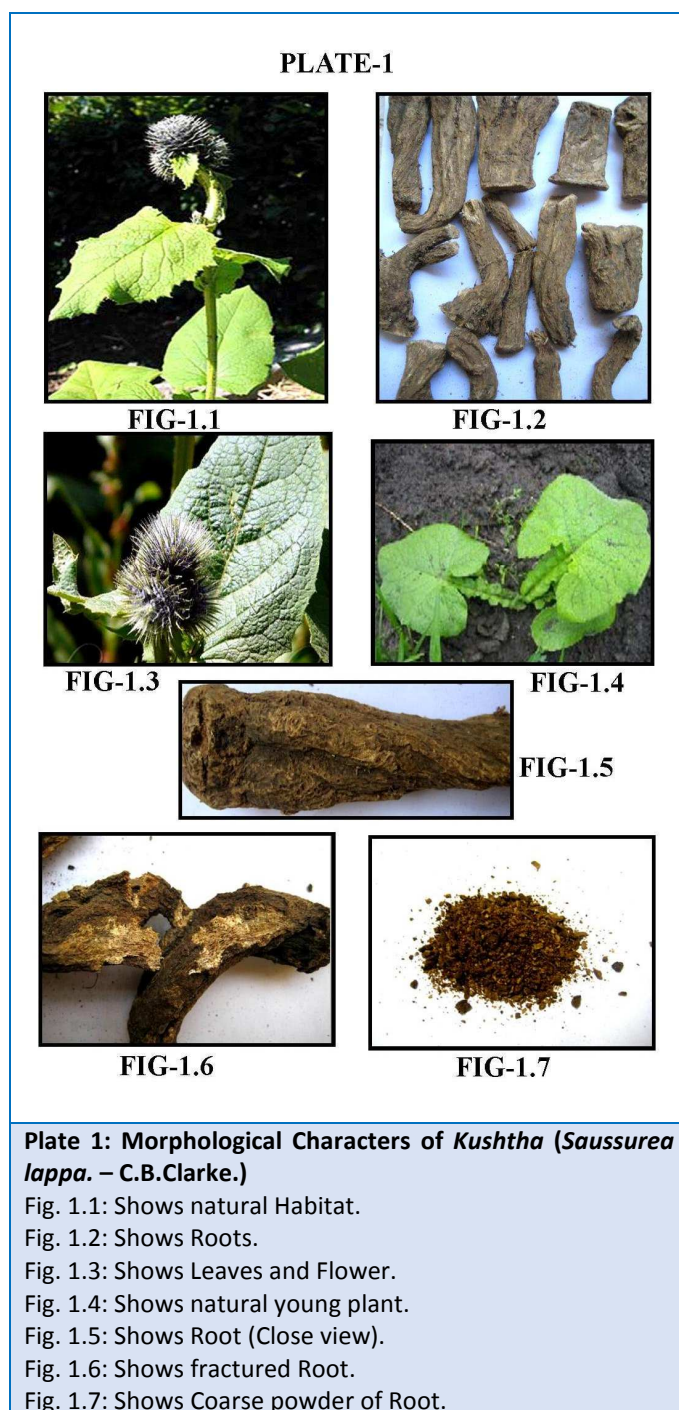 PLATE-1
FIG-1.1
FIG-1.2
FIG-1.3
FIG-1.4
FIG-1.5
FIG-1.6
FIG-1.7
Plate 1: Morphological Characters of Kushtha (Saussurea
lappa. – C.B.Clarke.)
Fig. 1.1: Shows natural Habitat.
Fig. 1.2: Shows Roots.
Fig. 1.3: Shows Leaves and Flower.
Fig. 1.4: Shows natural young plant.
Fig. 1.5: Shows Root (Close view).
Fig. 1.6: Shows fractured Root.
Fig. 1.7: Shows Coarse powder of Root.